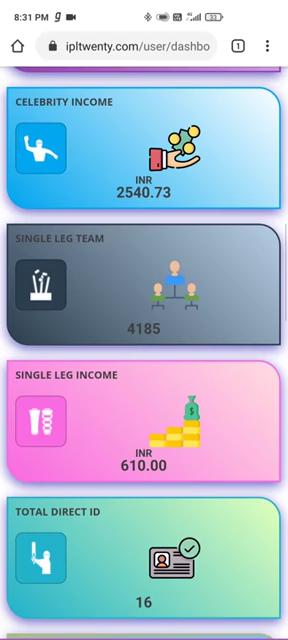 8:31 PM
33
ipltwenty.com/user/dashbo
1
CELEBRITY INCOME
INR
2540.73
SINGLE LEG TEAM
4185
SINGLE LEG INCOME
$
INR
610.00
TOTAL DIRECT ID
16